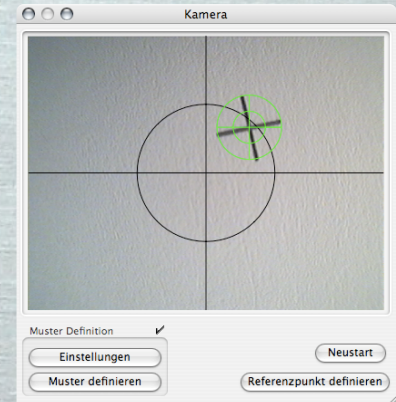 Kamera
Muster Definition
Einstellungen
Neustart
Muster definieren
Referenzpunkt definieren